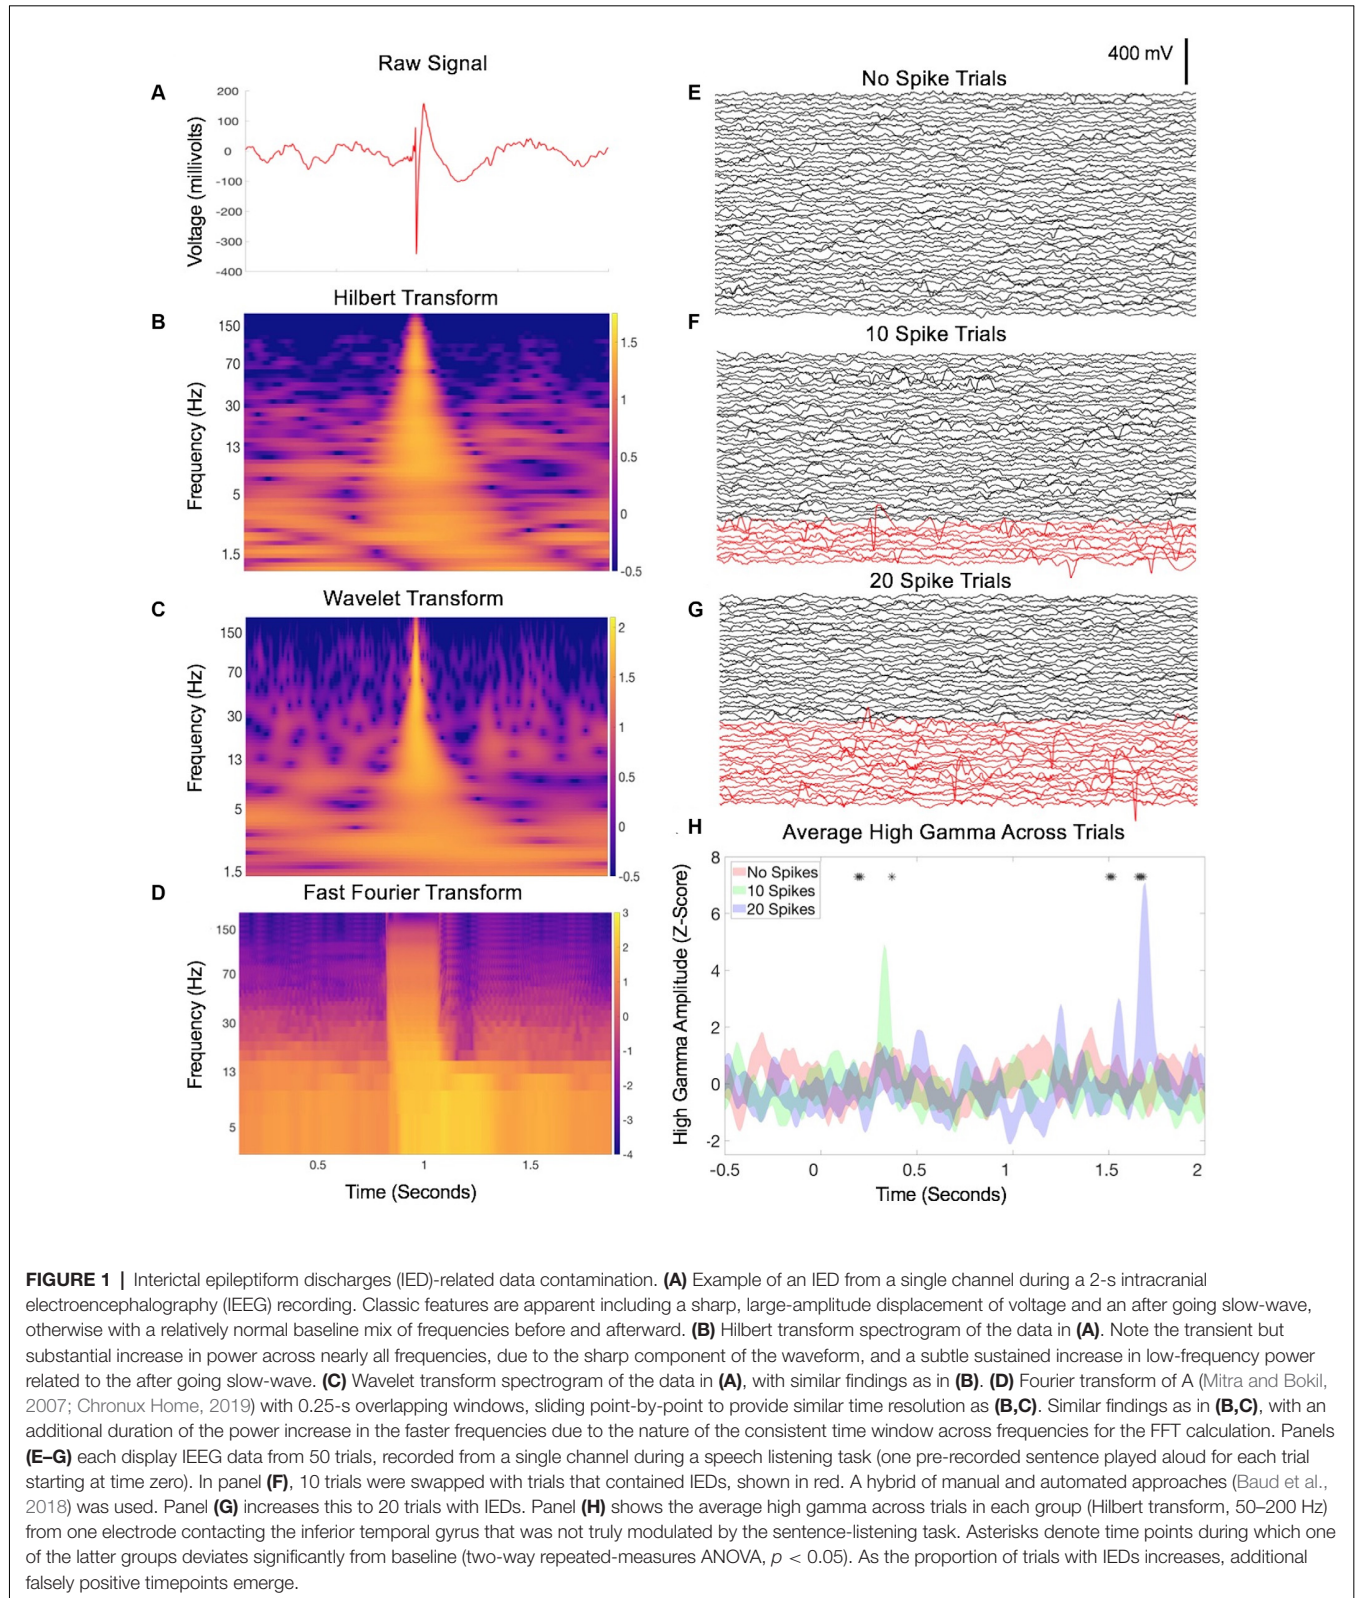 Raw Signal
A
Voltage (millivolts)
200
100
0
-100
-200
-300
-400
Hilbert Transform
B
Frequency (Hz)
150
70
30
13
5
1.5
1.5
1
0.5
0
-0.5
Wavelet Transform
C
Frequency (Hz)
150
70
30
13
5
1.5
2
1.5
1
0.5
0
-0.5
Fast Fourier Transform
D
Frequency (Hz)
150
70
30
13
5
3
2
1
0
-1
-2
-3
-4
0.5 1 1.5
Time (Seconds)
400 mV
No Spike Trials
E
10 Spike Trials
F
20 Spike Trials
G
H
Average High Gamma Across Trials
High Gamma Amplitude (Z-Score)
8
6
4
2
0
-2
No Spikes
10 Spikes
20 Spikes
-0.5 0 0.5 1 1.5 2
Time (Seconds)
FIGURE 1 | Interictal epileptiform discharges (IED)-related data contamination. (A) Example of an IED from a single channel during a 2-s intracranial
electroencephalography (IEEG) recording. Classic features are apparent including a sharp, large-amplitude displacement of voltage and an after going slow-wave,
otherwise with a relatively normal baseline mix of frequencies before and afterward. (B) Hilbert transform spectrogram of the data in (A). Note the transient but
substantial increase in power across nearly all frequencies, due to the sharp component of the waveform, and a subtle sustained increase in low-frequency power
related to the after going slow-wave. (C) Wavelet transform spectrogram of the data in (A), with similar findings as in (B). (D) Fourier transform of A (Mitra and Bokil,
2007; Chronux Home, 2019) with 0.25-s overlapping windows, sliding point-by-point to provide similar time resolution as (B,C). Similar findings as in (B,C), with an
additional duration of the power increase in the faster frequencies due to the nature of the consistent time window across frequencies for the FFT calculation. Panels
(E–G) each display IEEG data from 50 trials, recorded from a single channel during a speech listening task (one pre-recorded sentence played aloud for each trial
starting at time zero). In panel (F), 10 trials were swapped with trials that contained IEDs, shown in red. A hybrid of manual and automated approaches (Baud et al.,
2018) was used. Panel (G) increases this to 20 trials with IEDs. Panel (H) shows the average high gamma across trials in each group (Hilbert transform, 50–200 Hz)
from one electrode contacting the inferior temporal gyrus that was not truly modulated by the sentence-listening task. Asterisks denote time points during which one
of the latter groups deviates significantly from baseline (two-way repeated-measures ANOVA, p < 0.05). As the proportion of trials with IEDs increases, additional
falsely positive timepoints emerge.